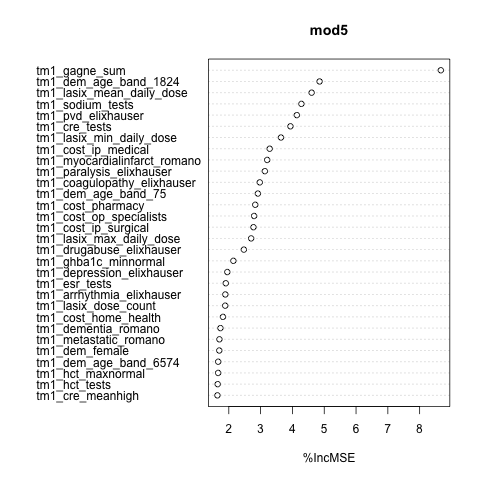 mod5
tm1_gagne_sum
tm1_dem_age_band_1824
tm1_lasix_mean_daily_dose
tm1_sodium_tests
tm1_pvd_elixhauser
tm1_cre_tests
tm1_lasix_min_daily_dose
tm1_cost_ip_medical
tm1_myocardialinfarct_romano
tm1_paralysis_elixhauser
tm1_coagulopathy_elixhauser
tm1_dem_age_band_75
tm1_cost_pharmacy
tm1_cost_op_specialists
tm1_cost_ip_surgical
tm1_lasix_max_daily_dose
tm1_drugabuse_elixhauser
tm1_ghba1c_minnormal
tm1_depression_elixhauser
tm1_esr_tests
tm1_arrhythmia_elixhauser
tm1_lasix_dose_count
tm1_cost_home_health
tm1_dementia_romano
tm1_metastatic_romano
tm1_dem_female
tm1_dem_age_band_6574
tm1_hct_maxnormal
tm1_hct_tests
tm1_cre_meanhigh
2 3 4 5 6 7 8
%IncMSE